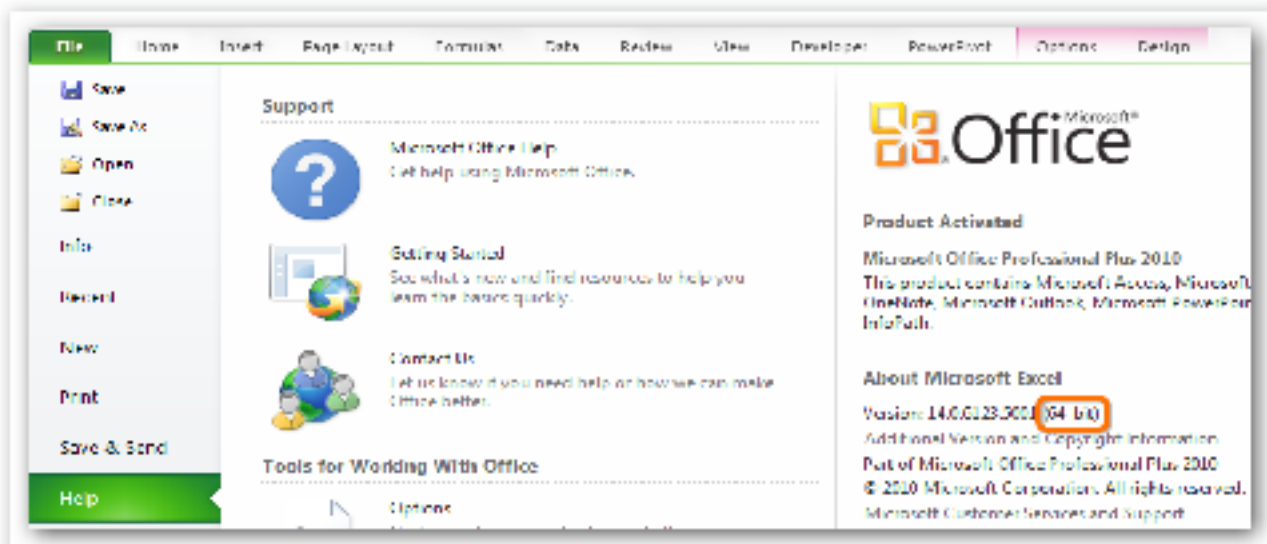 File Home Insert Page Layout Formulas Data Review View Developer PowerPivot Options Design
Save
Save As
Open
Close
Info
Recent
New
Print
Save & Send
Help
Support
Microsoft Office Help
Get help using Microsoft Office.
Getting Started
See what's new and find resources to help you
learn the basics quickly.
Contact Us
Let us know if you need help or how we can make
Office better.
Tools for Working With Office
Options
Microsoft®
Office
Product Activated
Microsoft Office Professional Plus 2010
This product contains Microsoft Access, Microsoft
OneNote, Microsoft Outlook, Microsoft PowerPoin
InfoPath.
About Microsoft Excel
Version: 14.0.6123.5001 (64-bit)
Additional Version and Copyright Information
Part of Microsoft Office Professional Plus 2010
© 2010 Microsoft Corporation. All rights reserved.
Microsoft Customer Services and Support